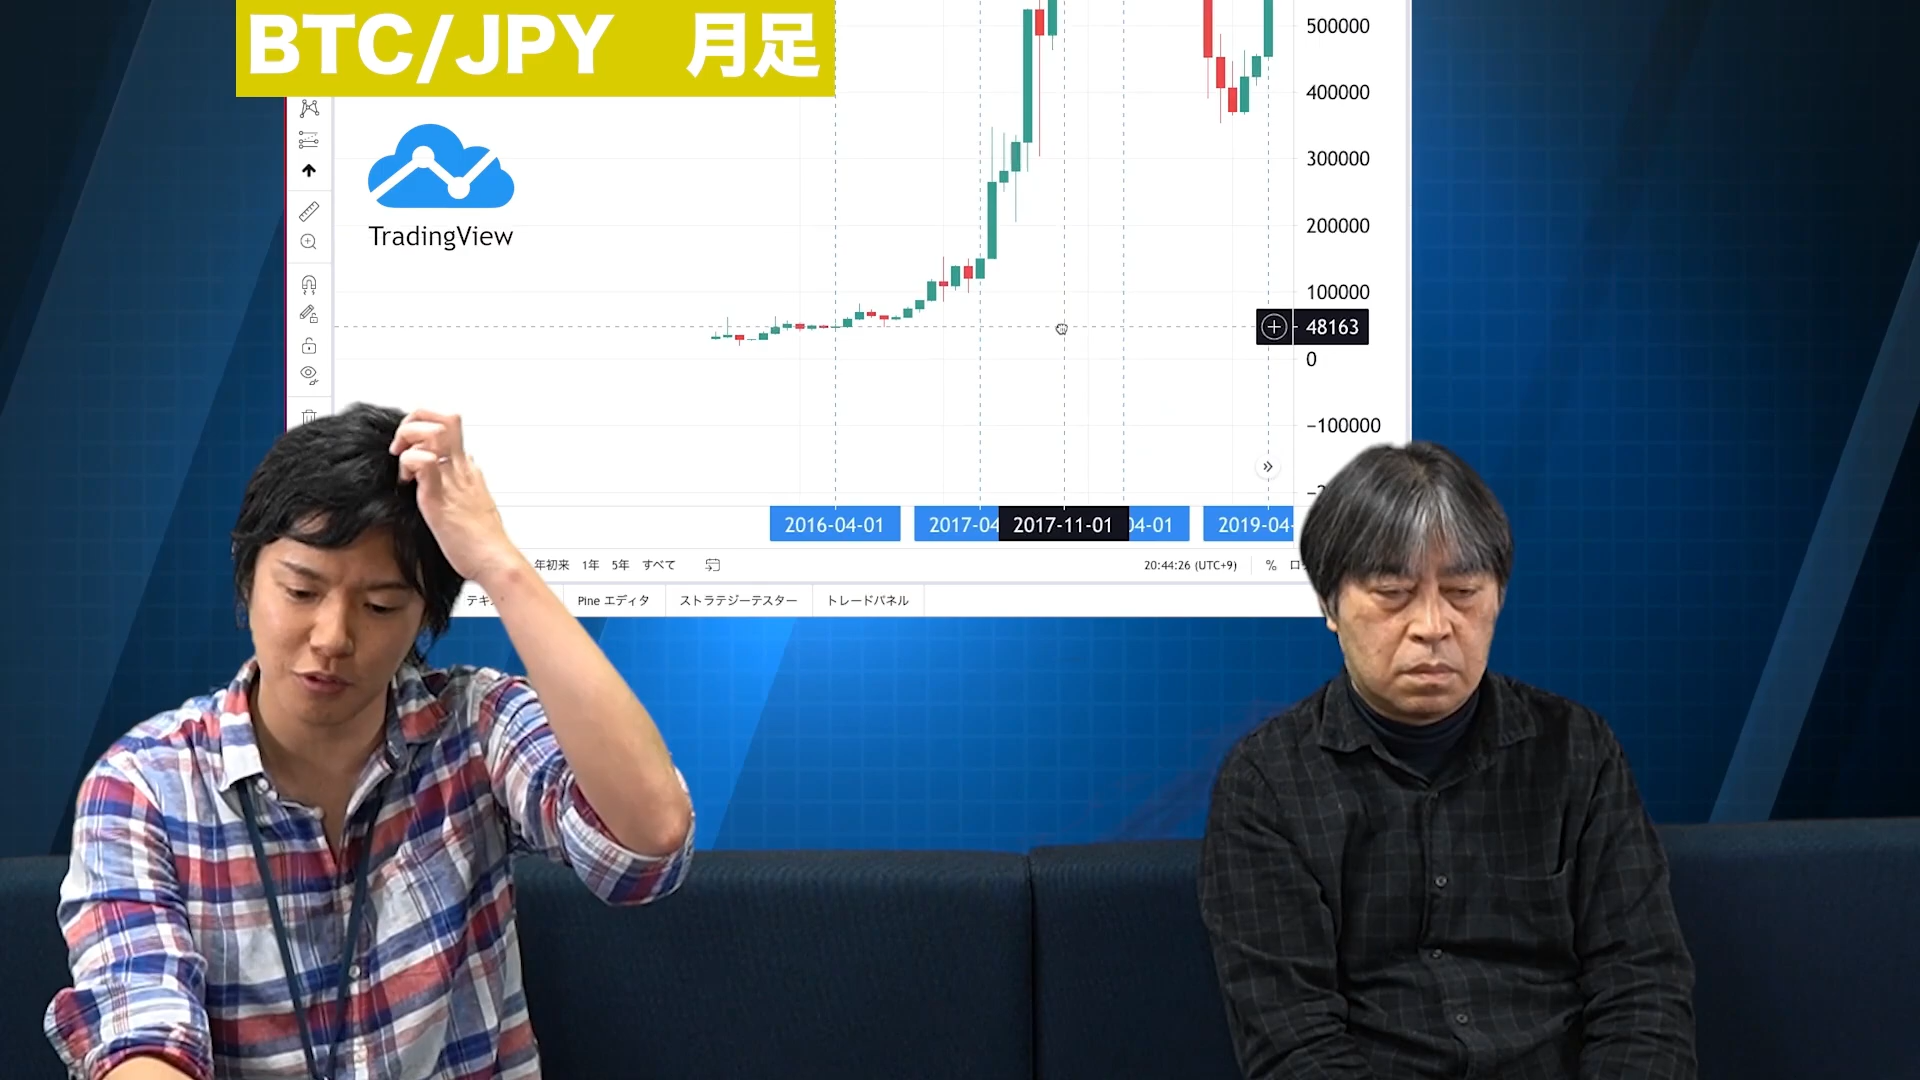 BTC/JPY 月足
TradingView
500000
400000
300000
200000
100000
48163
0
-100000
2016-04-01
2017-04
2017-11-01
04-01
2019-04-
年初来 1年 5年 すべて
20:44:26 (UTC+9)
%
Pine エディタ
ストラテジーテスター
トレードパネル